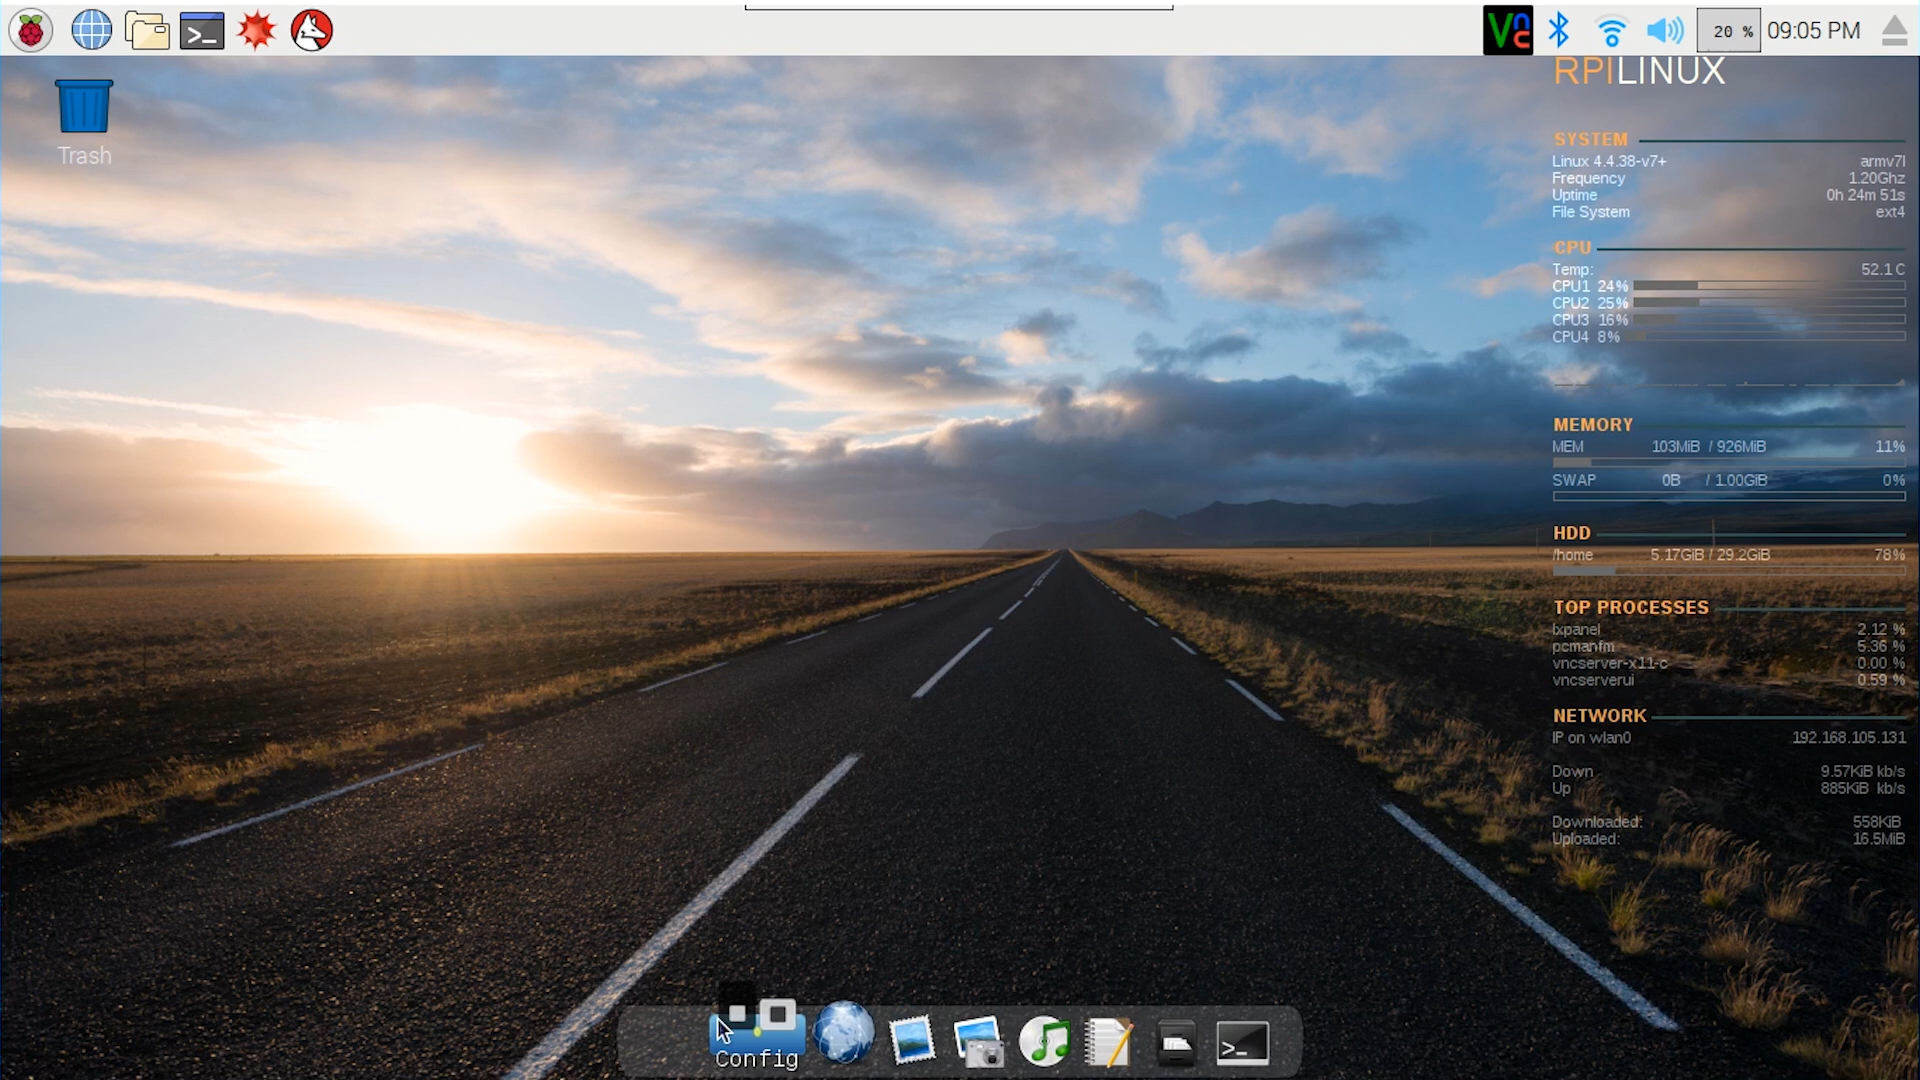 >_
VNC
20 %
09:05 PM
Trash
RPILINUX
SYSTEM
Linux 4.4.38-v7+ armv7l
Frequency 1.20Ghz
Uptime 0h 24m 51s
File System ext4
CPU
Temp: 52.1 C
CPU1 24%
CPU2 25%
CPU3 16%
CPU4 8%
MEMORY
MEM 103MiB / 926MiB 11%
SWAP 0B / 1.00GiB 0%
HDD
/home 5.17GiB / 29.2GiB 78%
TOP PROCESSES
lxpanel 2.12 %
pcmanfm 5.36 %
vncserver-x11-c 0.00 %
vncserverui 0.59 %
NETWORK
IP on wlan0 192.168.105.131
Down 9.57KiB kb/s
Up 885KiB kb/s
Downloaded: 558KiB
Uploaded: 16.5MiB
Config
>_